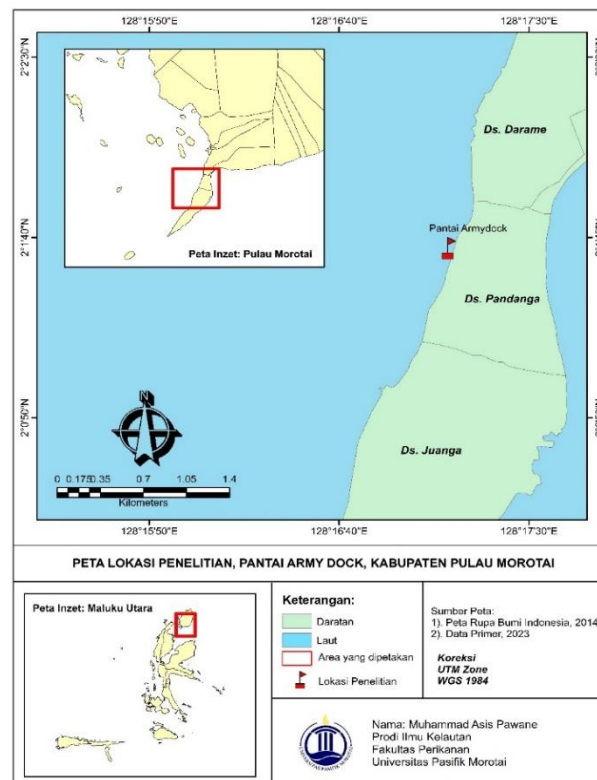 128°15'50"E 128°16'40"E 128°17'30"E
2°2'30"N
Peta Inzet: Pulau Morotai
Ds. Darame
2°1'40"N
Pantai Armydock
Ds. Pandanga
2°0'50"N
Ds. Juanga
N
0 0.175 0.35 0.7 1.05 1.4
Kilometers
128°15'50"E 128°16'40"E 128°17'30"E
PETA LOKASI PENELITIAN, PANTAI ARMY DOCK, KABUPATEN PULAU MOROTAI
Peta Inzet: Maluku Utara
Keterangan:
Daratan
Laut
Area yang dipetakan
Lokasi Penelitian
Sumber Peta:
1). Peta Rupa Bumi Indonesia, 2014
2). Data Primer, 2023
Koreksi
UTM Zone
WGS 1984
Nama: Muhammad Asis Pawane
Prodi Ilmu Kelautan
Fakultas Perikanan
Universitas Pasifik Morotai